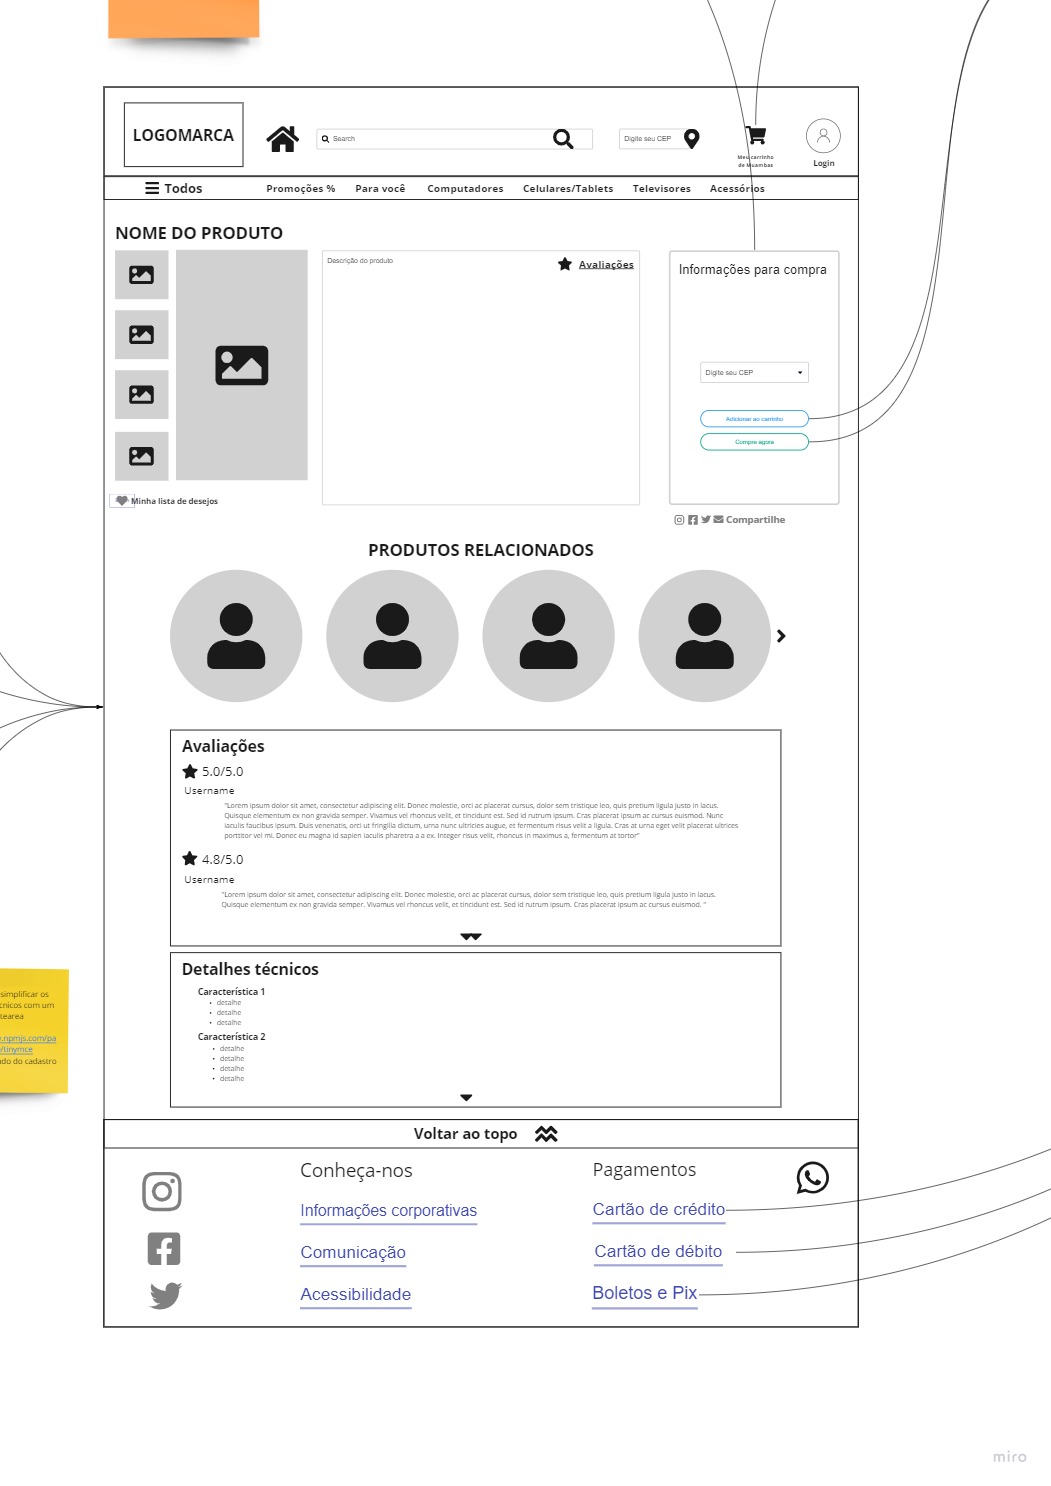 LOGOMARCA
Search
Digite seu CEP
Meu carrinho
de Muambas
Login
Todos
Promoções %
Para você
Computadores
Celulares/Tablets
Televisores
Acessórios
NOME DO PRODUTO
Descrição do produto
Avaliações
Informações para compra
Digite seu CEP
Adicionar ao carrinho
Compre agora
Minha lista de desejos
Compartilhe
PRODUTOS RELACIONADOS
Avaliações
5.0/5.0
Username
"Lorem ipsum dolor sit amet, consectetur adipiscing elit. Donec molestie, orci ac placerat cursus, dolor sem tristique leo, quis pretium ligula justo in lacus.
Quisque elementum ex non gravida semper. Vivamus vel rhoncus velit, et tincidunt est. Sed id rutrum ipsum. Cras placerat ipsum ac cursus euismod. Nunc
iaculis faucibus ipsum. Duis venenatis, orci ut fringilla dictum, urna nunc ultricies augue, et fermentum risus velit a ligula. Cras at urna eget velit placerat ultrices
porttitor vel mi. Donec eu magna id sapien iaculis pharetra a a ex. Integer risus velit, rhoncus in maximus a, fermentum at tortor"
4.8/5.0
Username
"Lorem ipsum dolor sit amet, consectetur adipiscing elit. Donec molestie, orci ac placerat cursus, dolor sem tristique leo, quis pretium ligula justo in lacus.
Quisque elementum ex non gravida semper. Vivamus vel rhoncus velit, et tincidunt est. Sed id rutrum ipsum. Cras placerat ipsum ac cursus euismod. "
simplificar os
cnicos com um
tearea
.npmjs.com/pa
/tinymce
do do cadastro
Detalhes técnicos
Característica 1
• detalhe
• detalhe
• detalhe
Característica 2
• detalhe
• detalhe
• detalhe
• detalhe
Voltar ao topo
Conheça-nos
Informações corporativas
Comunicação
Acessibilidade
Pagamentos
Cartão de crédito
Cartão de débito
Boletos e Pix
miro